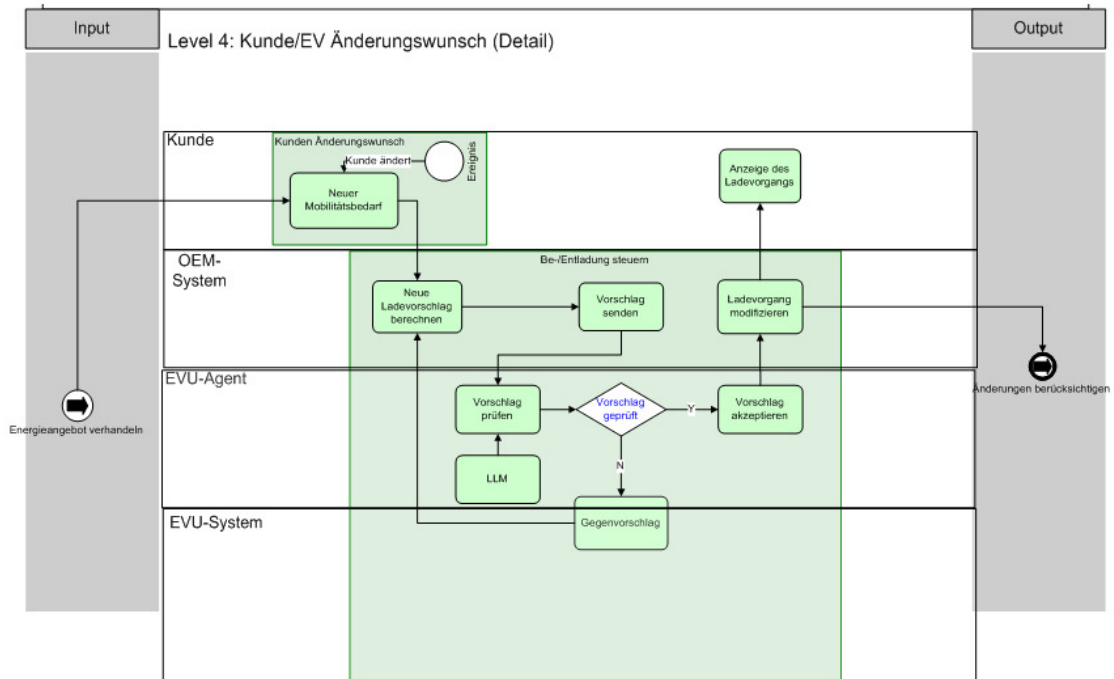 Input
Level 4: Kunde/EV Änderungswunsch (Detail)
Output
Kunde
Kunden Änderungswunsch
Kunde ändert
Ereignis
Neuer
Mobilitätsbedarf
Anzeige des
Ladevorgangs
OEM-
System
Be-/Entladung steuern
Neue
Ladevorschlag
berechnen
Vorschlag
senden
Ladevorgang
modifizieren
EVU-Agent
Vorschlag
prüfen
Vorschlag
geprüft
Y
Vorschlag
akzeptieren
Änderungen berücksichtigen
Energieangebot verhandeln
N
LLM
EVU-System
Gegenvorschlag